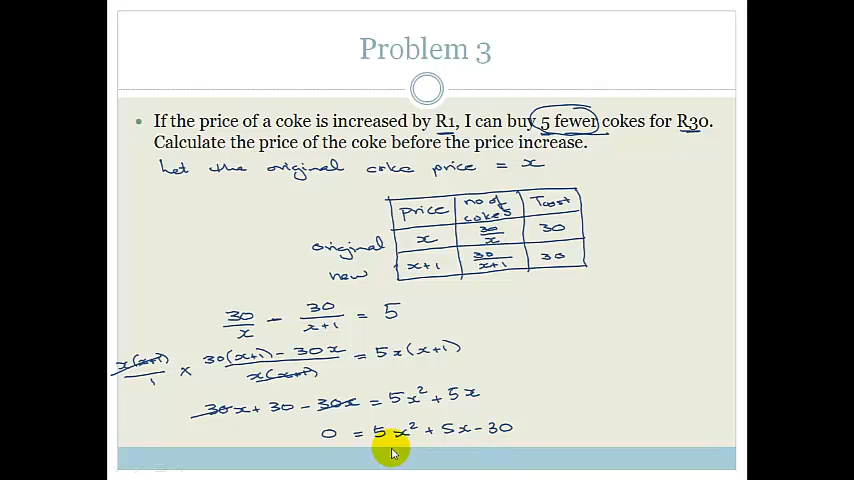 Problem 3
If the price of a coke is increased by R1, I can buy 5 fewer cokes for R30.
Calculate the price of the coke before the price increase.
Let the original coke price = x
price no of cokes Tcost
original x 30/x 30
new x+1 30/x+1 30
30/x - 30/x+1 = 5
x(x+1)/1 × 30(x+1) - 30x/x(x+1) = 5x(x+1)
30x + 30 - 30x = 5x² + 5x
0 = 5x² + 5x - 30